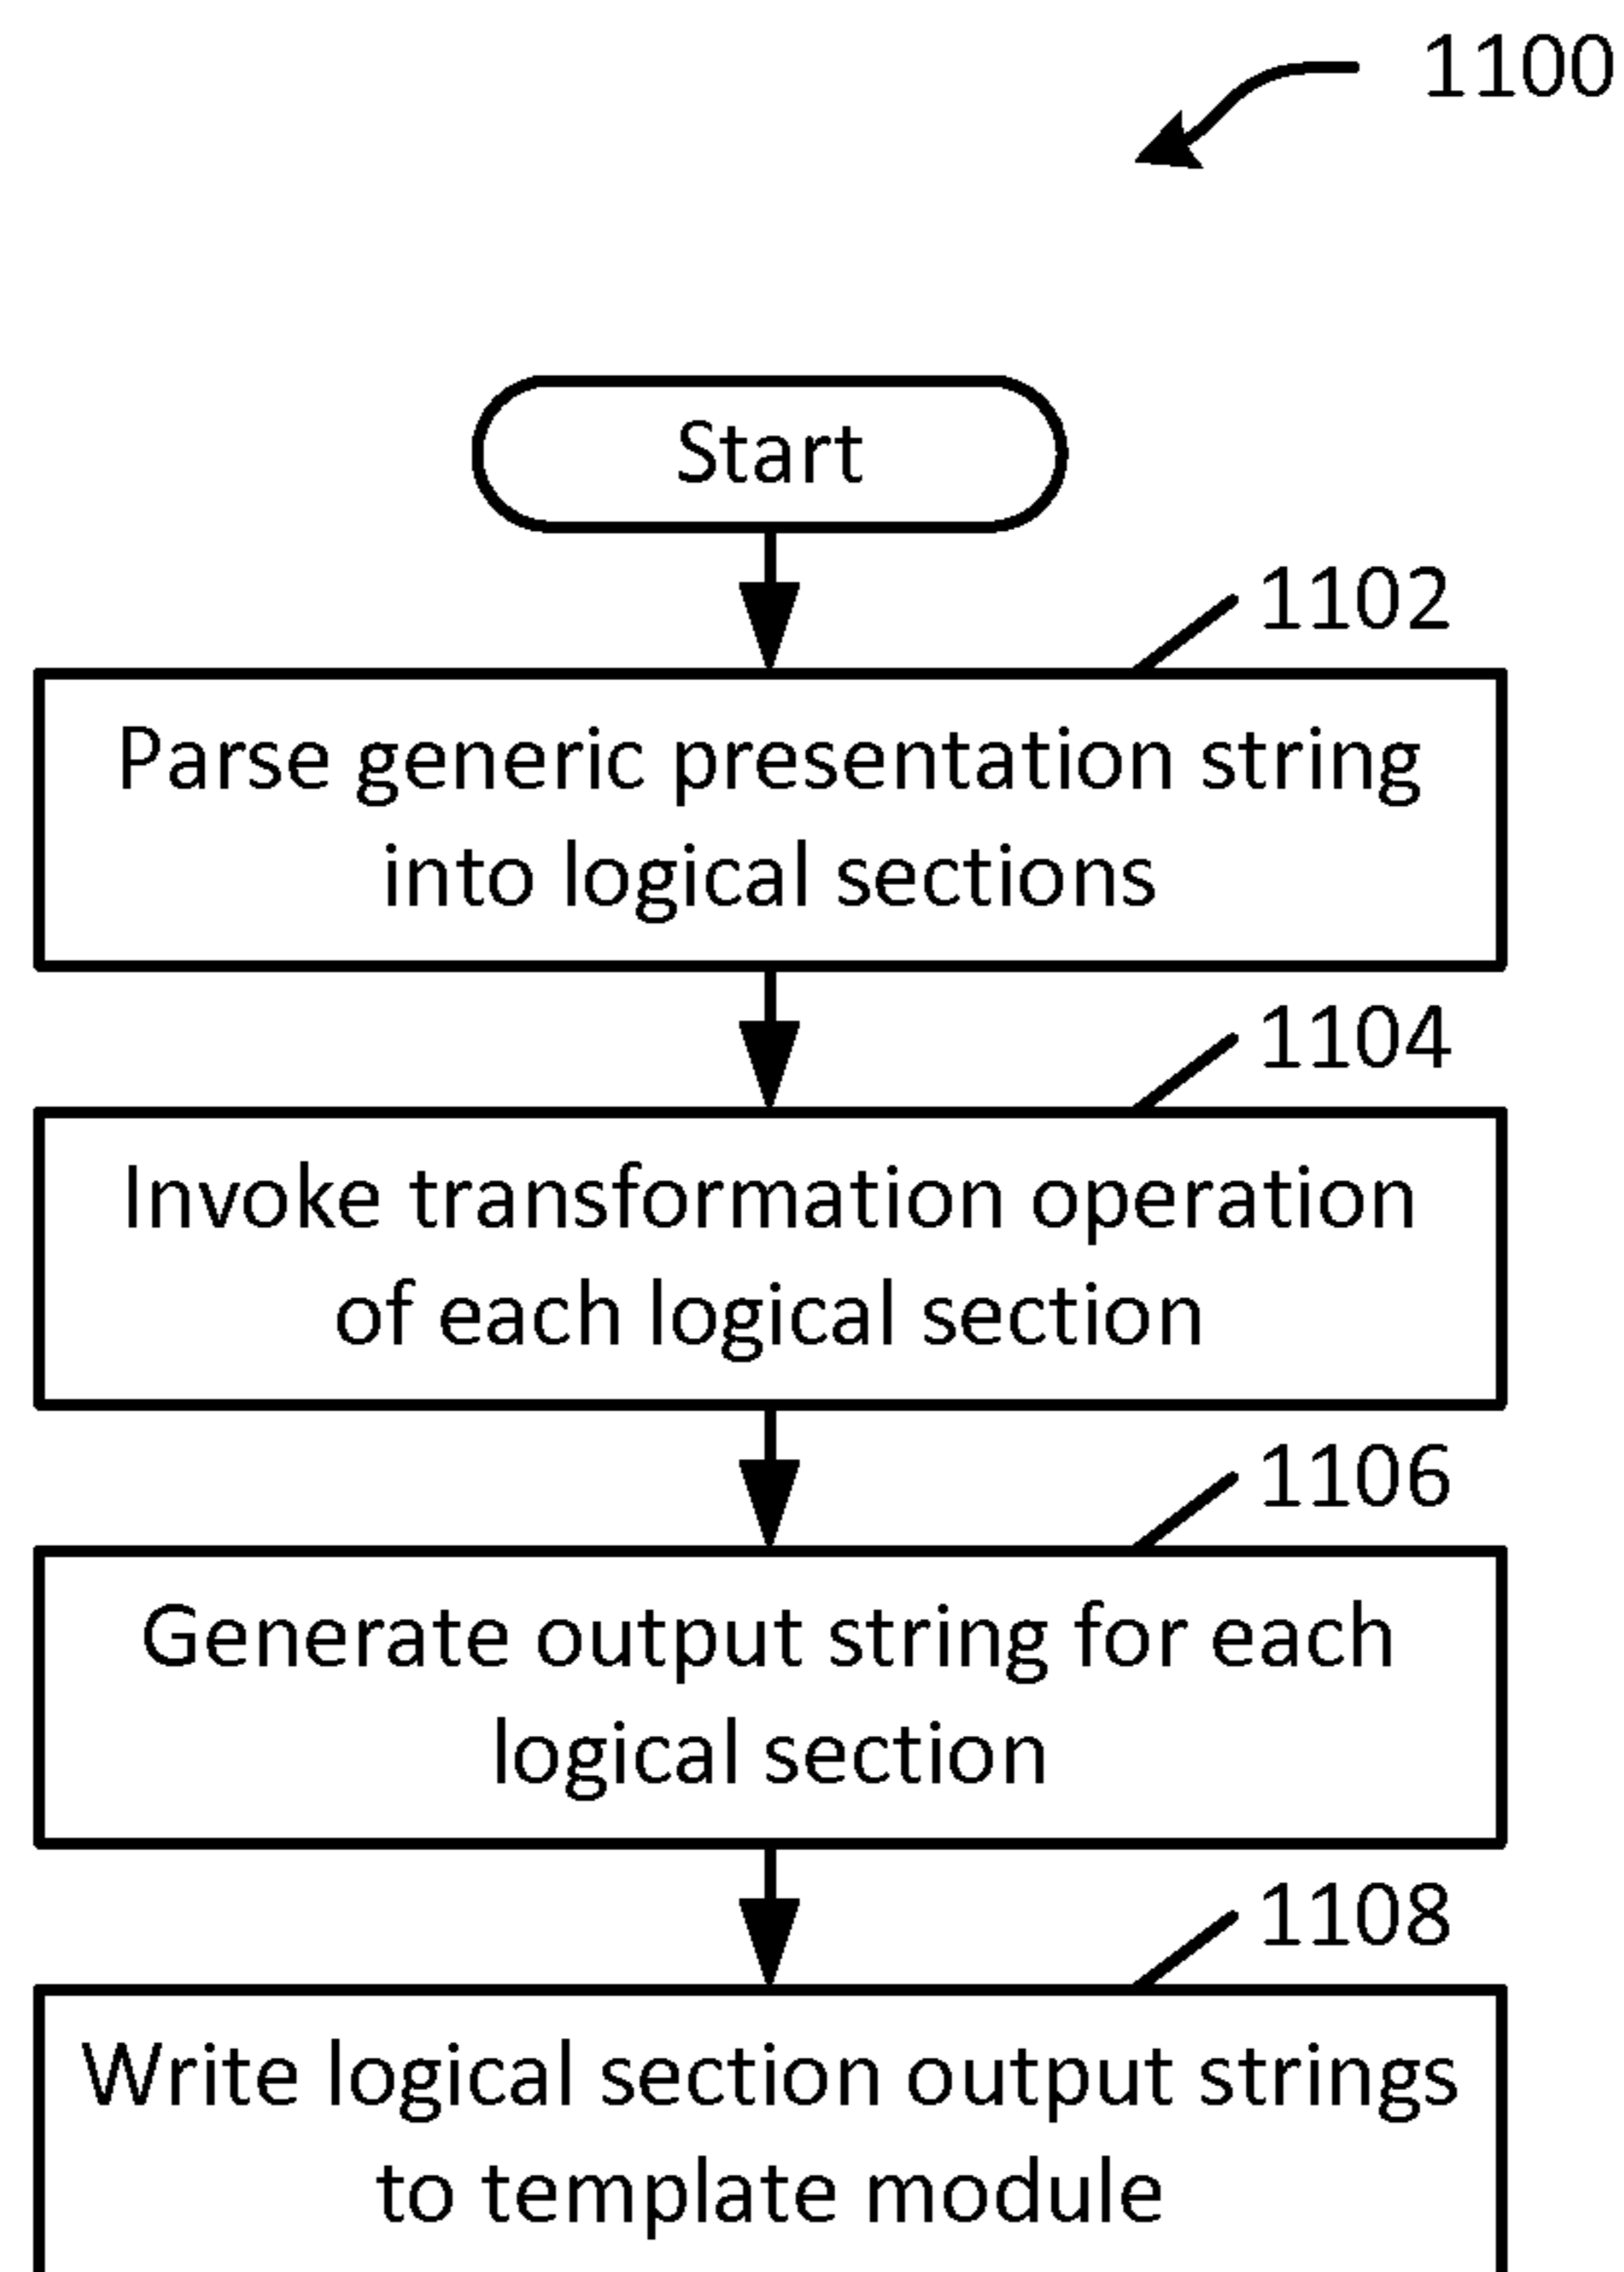 1100
Start
1102
Parse generic presentation string
into logical sections
1104
Invoke transformation operation
of each logical section
1106
Generate output string for each
logical section
1108
Write logical section output strings
to template module